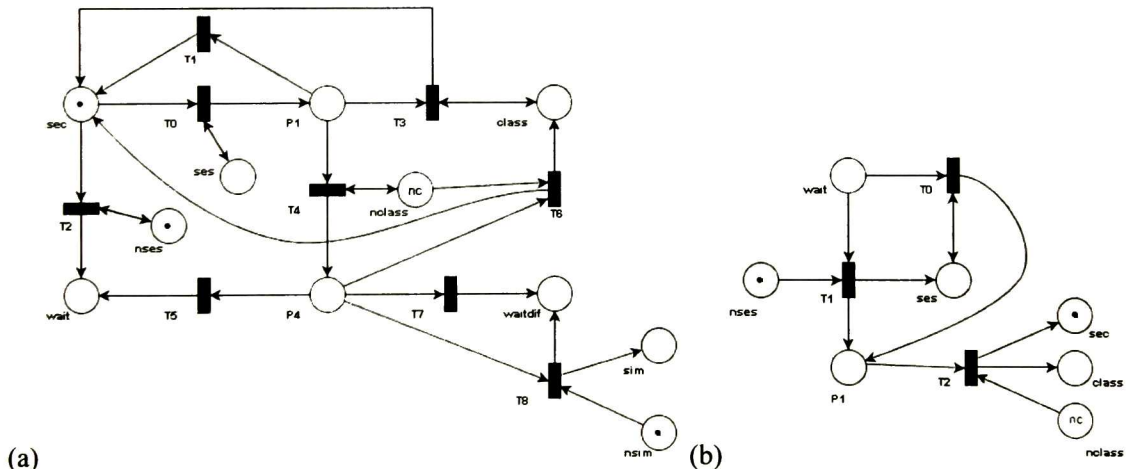 T1
sec
T0
P1
T3
class
ses
T4
nc
nclass
T6
T2
nses
wait
T5
P4
T7
waitdif
sim
T8
nsim
(a)
wait
T0
nses
T1
ses
sec
P1
T2
class
nc
nclass
(b)